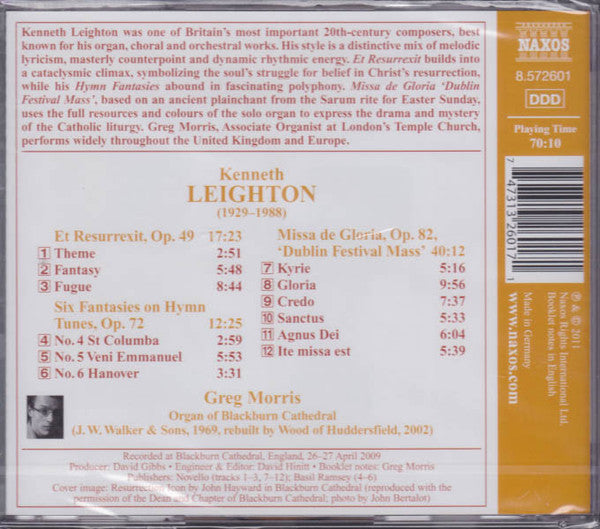 Kenneth Leighton was one of Britain's most important 20th-century composers, best
known for his organ, choral and orchestral works. His style is a distinctive mix of melodic
lyricism, masterly counterpoint and dynamic rhythmic energy. Et Resurrexit builds into
a cataclysmic climax, symbolizing the soul's struggle for belief in Christ's resurrection,
while his Hymn Fantasies abound in fascinating polyphony. Missa de Gloria 'Dublin
Festival Mass', based on an ancient plainchant from the Sarum rite for Easter Sunday,
uses the full resources and colours of the solo organ to express the drama and mystery
of the Catholic liturgy. Greg Morris, Associate Organist at London's Temple Church,
performs widely throughout the United Kingdom and Europe.
Kenneth
LEIGHTON
(1929–1988)
Et Resurrexit, Op. 49 17:23
1 Theme 2:51
2 Fantasy 5:48
3 Fugue 8:44
Six Fantasies on Hymn
Tunes, Op. 72 12:25
4 No. 4 St Columba 2:59
5 No. 5 Veni Emmanuel 5:53
6 No. 6 Hanover 3:31
Missa de Gloria, Op. 82,
'Dublin Festival Mass' 40:12
7 Kyrie 5:16
8 Gloria 9:56
9 Credo 7:37
10 Sanctus 5:33
11 Agnus Dei 6:04
12 Ite missa est 5:39
Greg Morris
Organ of Blackburn Cathedral
(J. W. Walker & Sons, 1969, rebuilt by Wood of Huddersfield, 2002)
Recorded at Blackburn Cathedral, England, 26–27 April 2009
Producer: David Gibbs • Engineer & Editor: David Hinitt • Booklet notes: Greg Morris
Publishers: Novello (tracks 1–3, 7–12); Basil Ramsey (4–6)
Cover image: Resurrection Icon by John Hayward in Blackburn Cathedral (reproduced with the
permission of the Dean and Chapter of Blackburn Cathedral; photo by John Bertalot)
NAXOS
8.572601
DDD
Playing Time
70:10
7 47313 26017 1
www.naxos.com
℗ & © 2011
Naxos Rights International Ltd.
Booklet notes in English
Made in Germany